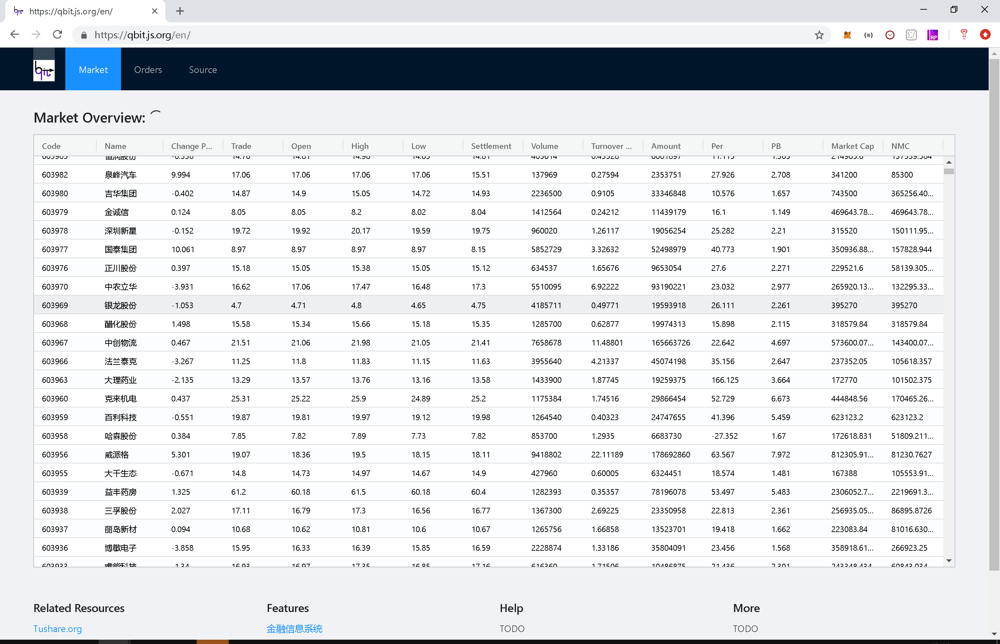 https://qbit.js.org/en/
https://qbit.js.org/en/
Market Orders Source
Market Overview:
Code Name Change P... Trade Open High Low Settlement Volume Turnover ... Amount Per PB Market Cap NMC
603982 泉峰汽车 9.994 17.06 17.06 17.06 17.06 15.51 137969 0.27594 2353751 27.926 2.708 341200 85300
603980 吉华集团 -0.402 14.87 14.9 15.05 14.72 14.93 2236500 0.9105 33346848 10.576 1.657 743500 365256.40...
603979 金诚信 0.124 8.05 8.05 8.2 8.02 8.04 1412564 0.24212 11439179 16.1 1.149 469643.78... 469643.78...
603978 深圳新星 -0.152 19.72 19.92 20.17 19.59 19.75 960020 1.26117 19056254 25.282 2.21 315520 150111.95...
603977 国泰集团 10.061 8.97 8.97 8.97 8.97 8.15 5852729 3.32632 52498979 40.773 1.901 350936.88... 157828.944
603976 正川股份 0.397 15.18 15.05 15.38 15.05 15.12 634537 1.65676 9653054 27.6 2.271 229521.6 58139.305...
603970 中农立华 -3.931 16.62 17.06 17.47 16.48 17.3 5510095 6.92222 93190221 23.032 2.977 265920.13... 132295.33...
603969 银龙股份 -1.053 4.7 4.71 4.8 4.65 4.75 4185711 0.49771 19593918 26.111 2.261 395270 395270
603968 醋化股份 1.498 15.58 15.34 15.66 15.18 15.35 1285700 0.62877 19974313 15.898 2.115 318579.84 318579.84
603967 中创物流 0.467 21.51 21.06 21.98 21.05 21.41 7658678 11.48801 165663726 22.642 4.697 573600.07... 143400.07...
603966 法兰泰克 -3.267 11.25 11.8 11.83 11.15 11.63 3955640 4.21337 45074198 35.156 2.647 237352.05 105618.357
603963 大理药业 -2.135 13.29 13.57 13.76 13.16 13.58 1433900 1.87745 19259375 166.125 3.664 172770 101502.375
603960 克来机电 0.437 25.31 25.22 25.9 24.89 25.2 1175384 1.74516 29866454 52.729 6.673 444848.56 170465.26...
603959 百利科技 -0.551 19.87 19.81 19.97 19.12 19.98 1264540 0.40323 24747655 41.396 5.459 623123.2 623123.2
603958 哈森股份 0.384 7.85 7.82 7.89 7.73 7.82 853700 1.2935 6683730 -27.352 1.67 172618.831 51809.211...
603956 威派格 5.301 19.07 18.36 19.5 18.15 18.11 9418802 22.11189 178692860 63.567 7.972 812305.91... 81230.7627
603955 大千生态 -0.671 14.8 14.73 14.97 14.67 14.9 427960 0.60005 6324451 18.574 1.481 167388 105553.91...
603939 益丰药房 1.325 61.2 60.18 61.5 60.18 60.4 1282393 0.35357 78196078 53.497 5.483 2306052.7... 2219691.3...
603938 三孚股份 2.027 17.11 16.79 17.3 16.56 16.77 1367300 2.69225 23350958 22.813 2.361 256935.05... 86895.8726
603937 丽岛新材 0.094 10.68 10.62 10.81 10.6 10.67 1265756 1.66858 13523701 19.418 1.662 223083.84 81016.630...
603936 博敏电子 -3.858 15.95 16.33 16.39 15.85 16.59 2228874 1.33186 35804091 23.456 1.568 358918.61... 266923.25
Related Resources Features Help More
Tushare.org 金融信息系统 TODO TODO